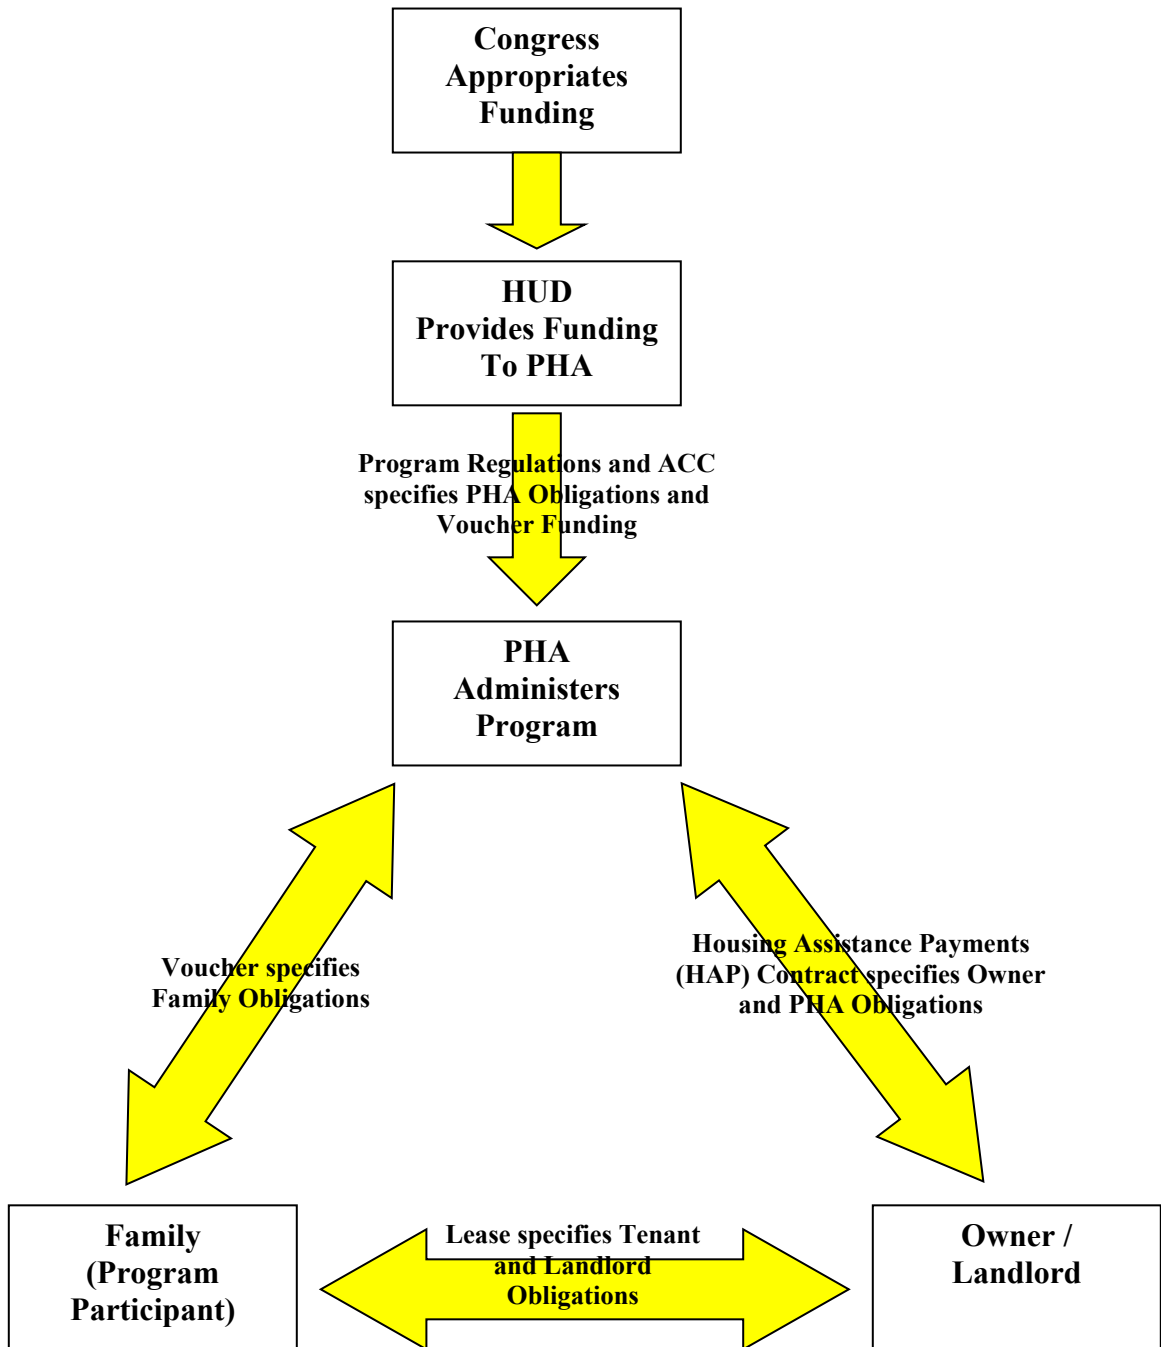 Congress
Appropriates
Funding
HUD
Provides Funding
To PHA
Program Regulations and ACC
specifies PHA Obligations and
Voucher Funding
PHA
Administers
Program
Voucher specifies
Family Obligations
Housing Assistance Payments
(HAP) Contract specifies Owner
and PHA Obligations
Family
(Program
Participant)
Lease specifies Tenant
and Landlord
Obligations
Owner /
Landlord